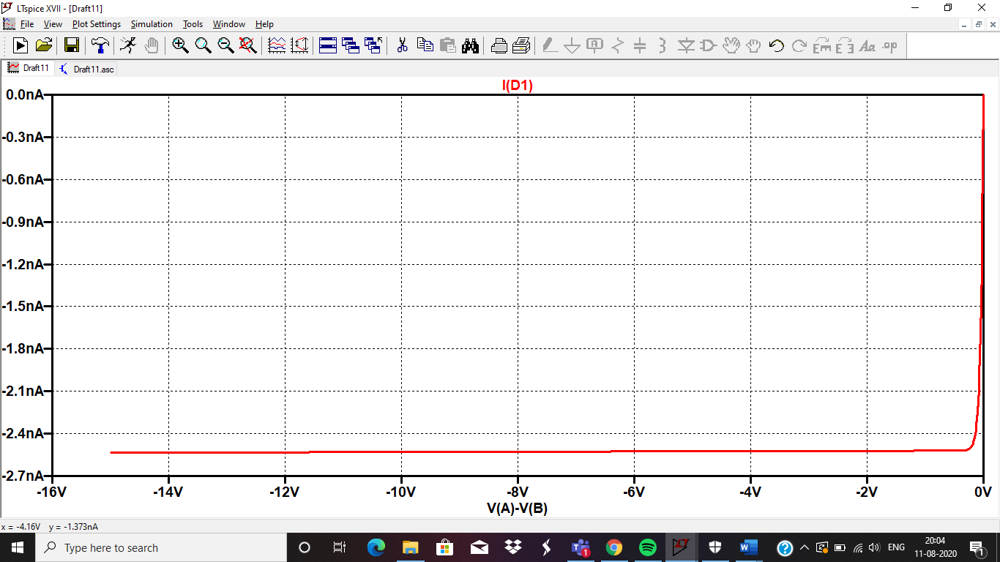 LTspice XVII - [Draft11]
File View Plot Settings Simulation Tools Window Help
Draft11 Draft11.asc
I(D1)
0.0nA
-0.3nA
-0.6nA
-0.9nA
-1.2nA
-1.5nA
-1.8nA
-2.1nA
-2.4nA
-2.7nA
-16V -14V -12V -10V -8V -6V -4V -2V 0V
V(A)-V(B)
x = -4.16V y = -1.373nA
Type here to search
1
ENG
20:04
11-08-2020
1